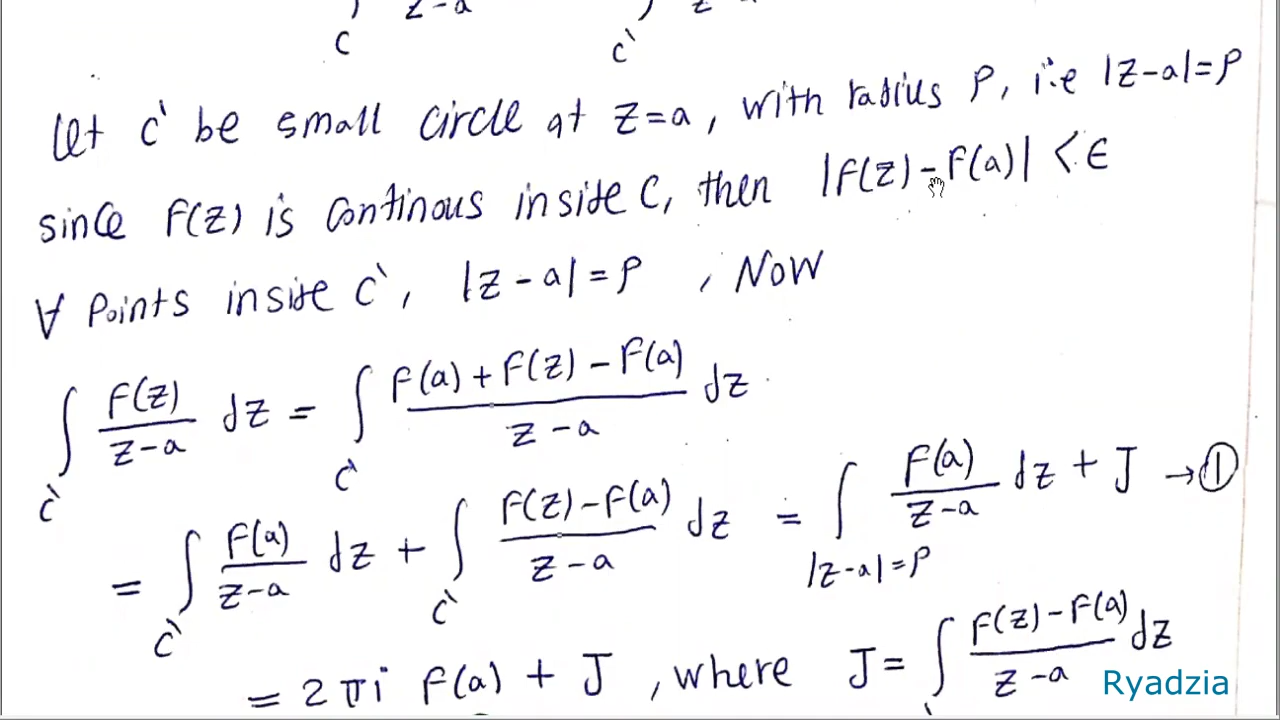 C z-a C` z
Let C` be small circle at z=a, with radius ρ, i.e |z-a|=ρ
since f(z) is continous inside C, then |f(z)-f(a)| < ϵ
∀ points inside C`, |z-a|=ρ , Now
∫C` f(z)/(z-a) dz = ∫C` (f(a)+f(z)-f(a))/(z-a) dz
= ∫C` f(a)/(z-a) dz + ∫C` (f(z)-f(a))/(z-a) dz = ∫|z-a|=ρ f(a)/(z-a) dz + J → ①
= 2πi f(a) + J , where J = ∫ (f(z)-f(a))/(z-a) dz
Ryadzia